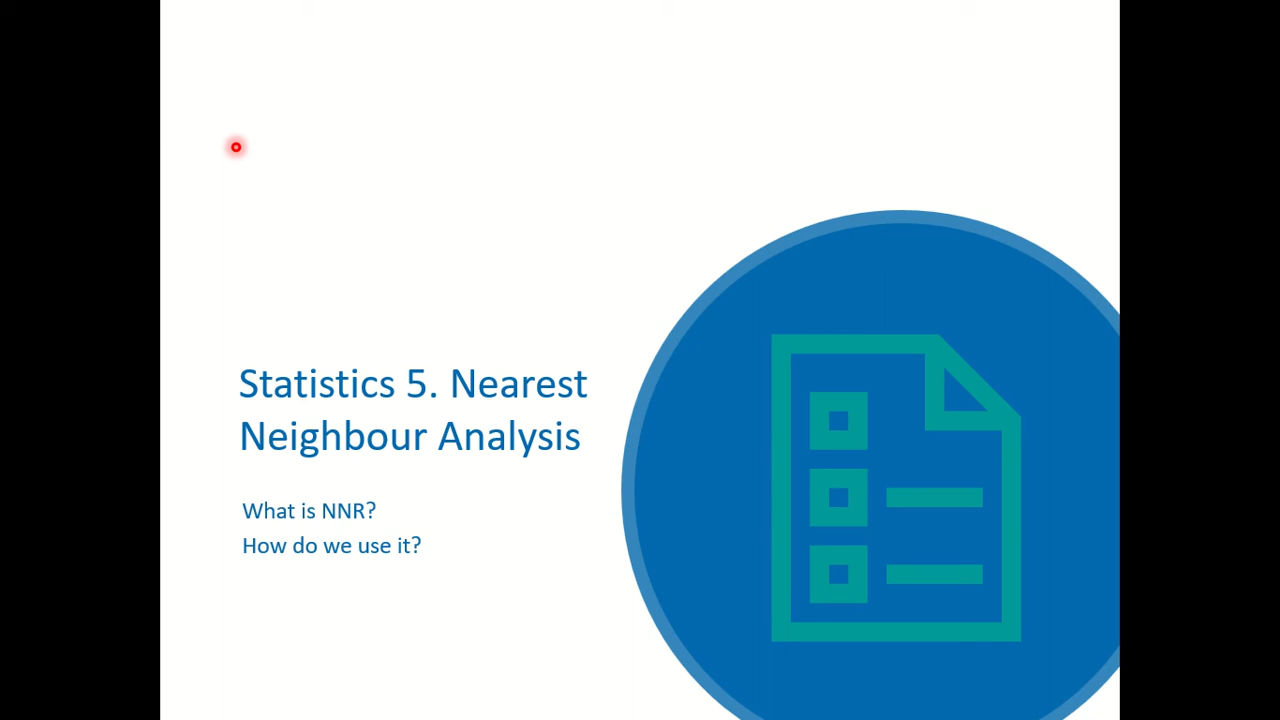 Statistics 5. Nearest
Neighbour Analysis
What is NNR?
How do we use it?